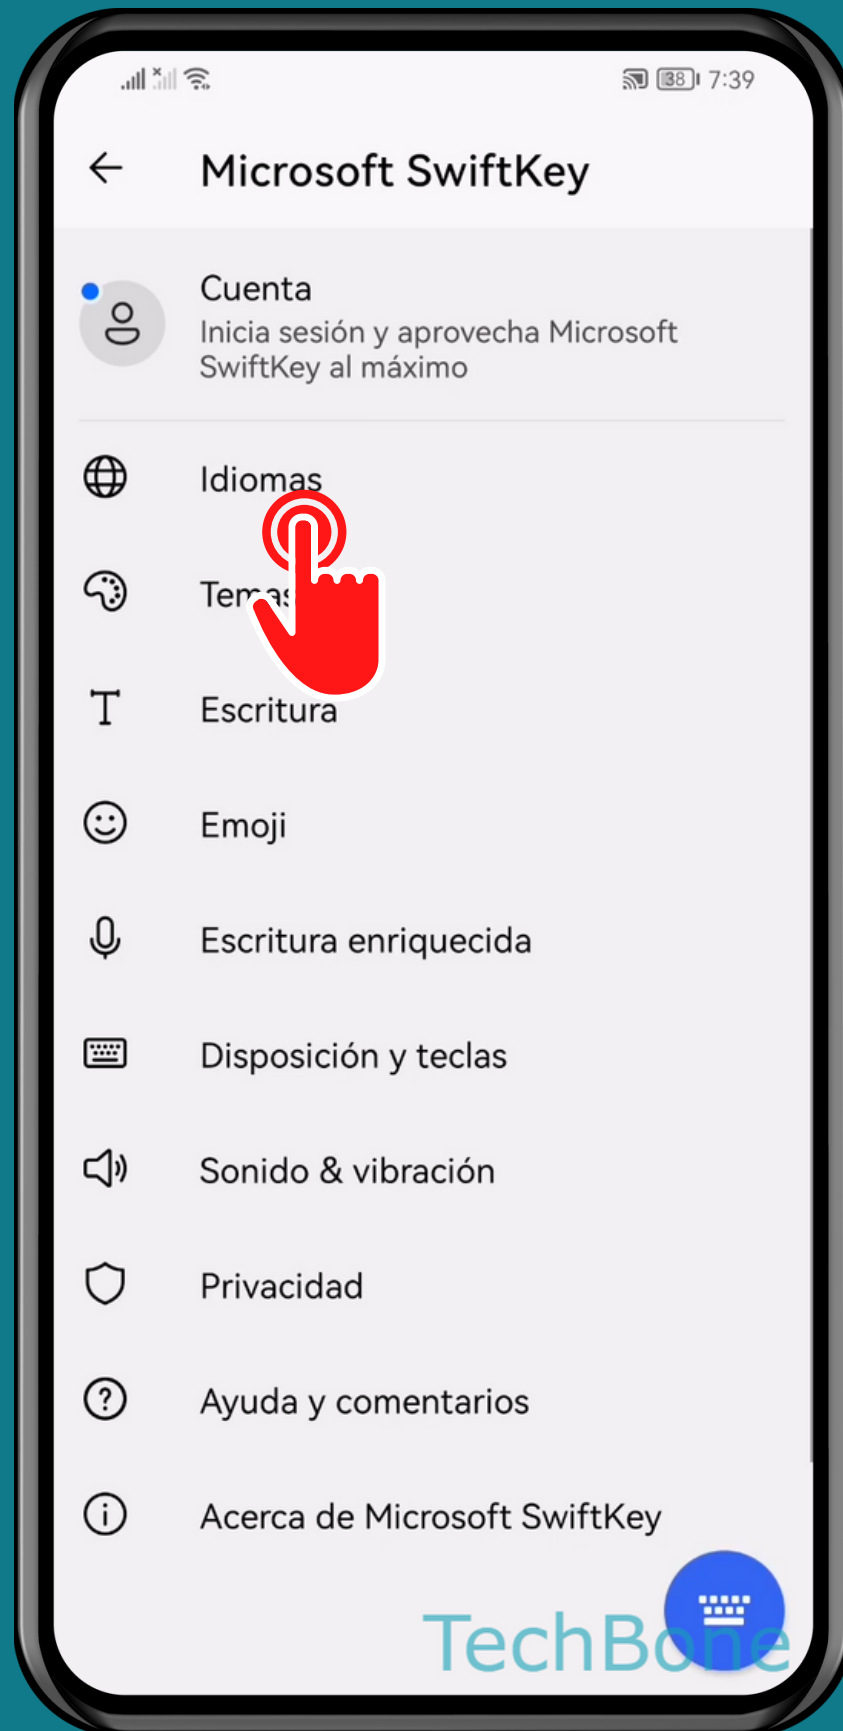 38 7:39
Microsoft SwiftKey
Cuenta
Inicia sesión y aprovecha Microsoft
SwiftKey al máximo
Idiomas
Temas
Escritura
Emoji
Escritura enriquecida
Disposición y teclas
Sonido & vibración
Privacidad
Ayuda y comentarios
Acerca de Microsoft SwiftKey
TechBone